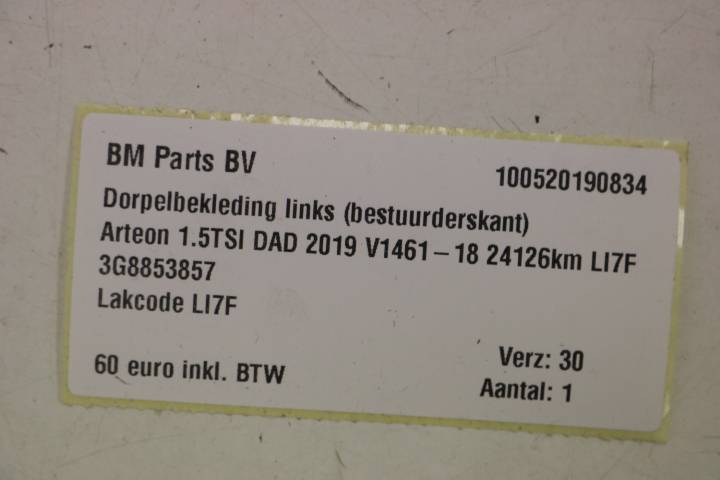 BM Parts BV
100520190834
Dorpelbekleding links (bestuurderskant)
Arteon 1.5TSI DAD 2019 V1461 – 18 24126km LI7F
3G8853857
Lakcode LI7F
60 euro inkl. BTW
Verz: 30
Aantal: 1